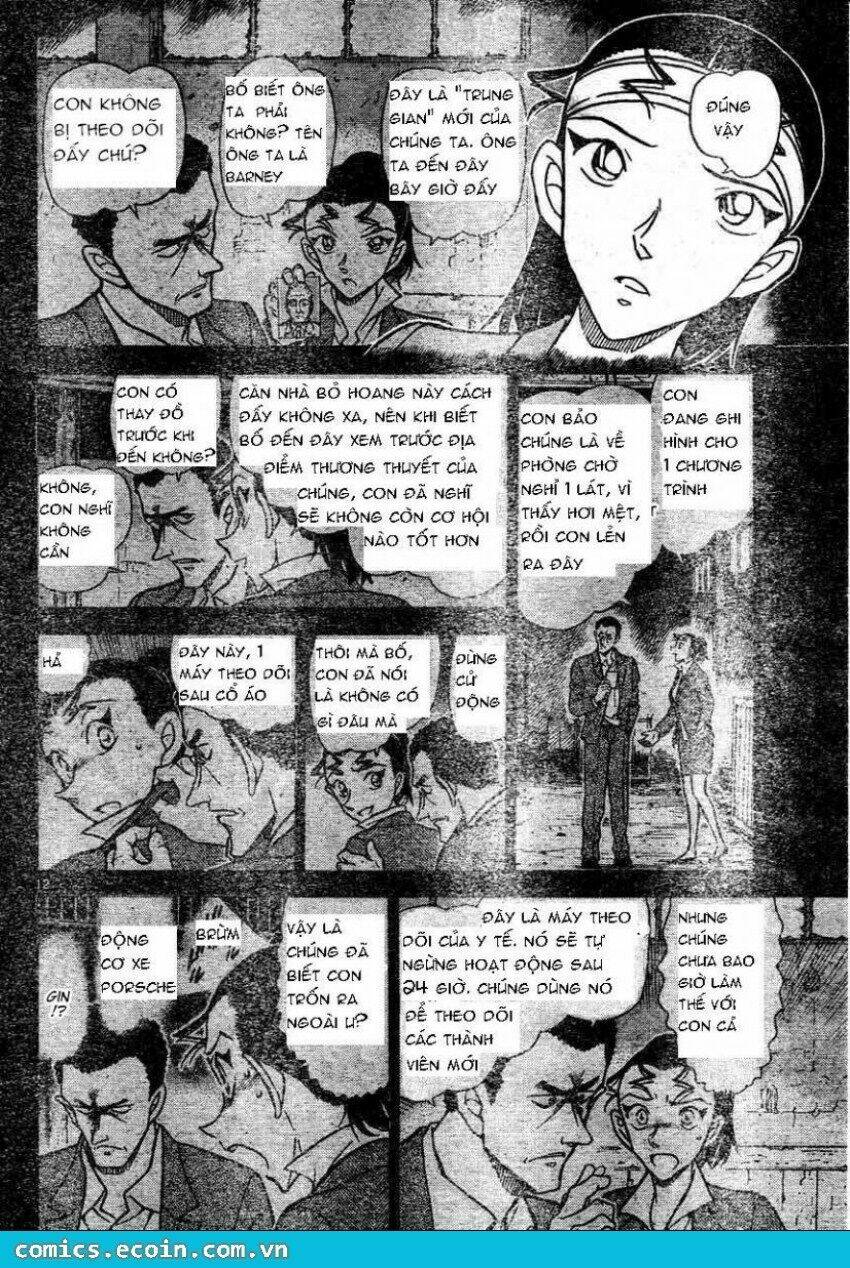 ĐÚNG
VẬY
ĐÂY LÀ "TRUNG
GIAN" MỚI CỦA
CHÚNG TA. ÔNG
TA ĐẾN ĐÂY
BÂY GIỜ ĐẤY
BỐ BIẾT ÔNG
TA PHẢI
KHÔNG? TÊN
ÔNG TA LÀ
BARNEY
CON KHÔNG
BỊ THEO DÕI
ĐẤY CHỨ?
CON
ĐANG GHI
HÌNH CHO
1 CHƯƠNG
TRÌNH
CON BẢO
CHÚNG LÀ VỀ
PHÒNG CHỜ
NGHỈ 1 LÁT, VÌ
THẤY HƠI MỆT,
RỒI CON LẺN
RA ĐÂY
CĂN NHÀ BỎ HOANG NÀY CÁCH
ĐẤY KHÔNG XA, NÊN KHI BIẾT
BỐ ĐẾN ĐÂY XEM TRƯỚC ĐỊA
ĐIỂM THƯƠNG THUYẾT CỦA
CHÚNG, CON ĐÃ NGHĨ
SẼ KHÔNG CÒN CƠ HỘI
NÀO TỐT HƠN
CON CÓ
THAY ĐỒ
TRƯỚC KHI
ĐẾN KHÔNG?
KHÔNG,
CON NGHĨ
KHÔNG
CẦN
ĐỪNG
CỬ
ĐỘNG
THÔI MÀ BỐ,
CON ĐÃ NÓI
LÀ KHÔNG CÓ
GÌ ĐÂU MÀ
ĐÂY NÀY, 1
MÁY THEO DÕI
SAU CỔ ÁO
HẢ
12
NHƯNG
CHÚNG
CHƯA BAO
GIỜ LÀM
THẾ VỚI
CON CẢ
ĐÂY LÀ MÁY THEO
DÕI CỦA Y TẾ. NÓ SẼ TỰ
NGỪNG HOẠT ĐỘNG SAU
24 GIỜ. CHÚNG DÙNG NÓ
ĐỂ THEO DÕI
CÁC THÀNH
VIÊN MỚI
VẬY LÀ
CHÚNG ĐÃ
BIẾT CON
TRỐN RA
NGOÀI Ư?
BRỪM
ĐỘNG
CƠ XE
PORSCHE
GIN
!?
comics.ecoin.com.vn